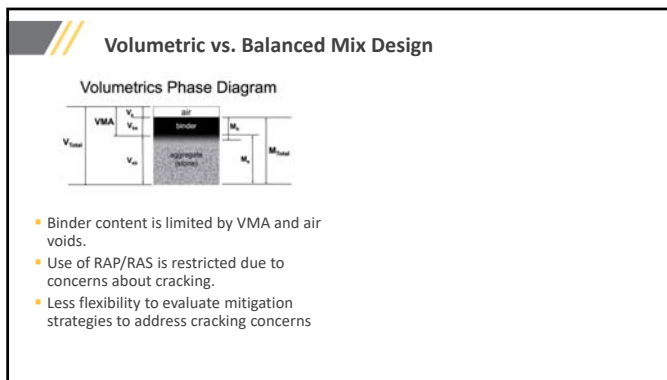 Volumetric vs. Balanced Mix Design
Volumetrics Phase Diagram
air
binder
aggregate
(stone)
VMA
V_Total
M_Total
Binder content is limited by VMA and air
voids.
Use of RAP/RAS is restricted due to
concerns about cracking.
Less flexibility to evaluate mitigation
strategies to address cracking concerns